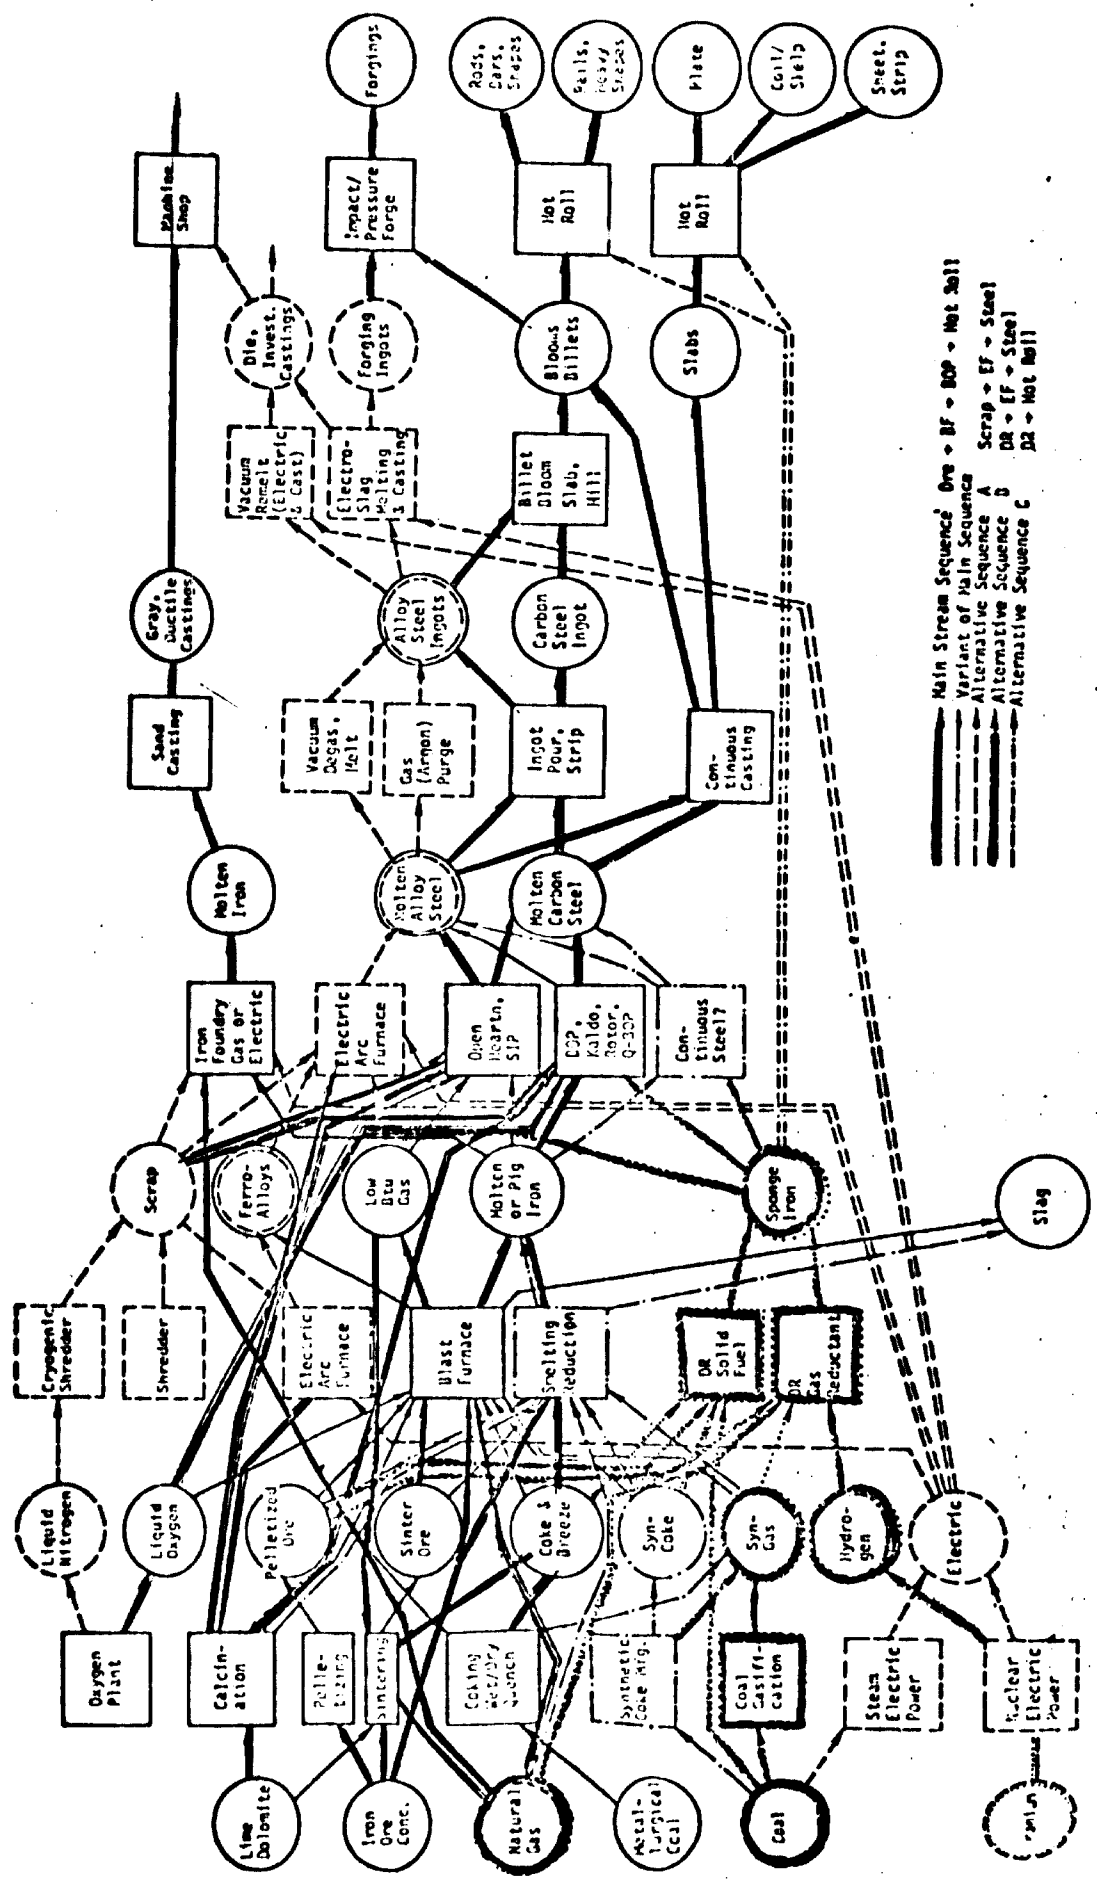 Lime
Dolomite
Iron
Ore
Conc.
Natural
Gas
Metal-
lurgical
Coal
Coal
Oxygen
Plant
Calcin-
ation
Pelle-
tizing
Sintering
Coking
Quench
Synthetic
Coke Mfg.
Coal
Gasifi-
cation
Steam
Electric
Power
Nuclear
Electric
Power
Liquid
Nitrogen
Liquid
Oxygen
Pelletized
Ore
Sinter
Ore
Coke &
Breeze
Syn-
Coke
Syn-
Gas
Hydro-
gen
Electric
Cryogenic
Shredder
Shredder
Electric
Arc
Furnace
Blast
Furnace
Smelting
Reduction
DR
Solid
Fuel
DR
Gas
Reductant
Scrap
Ferro-
Alloys
Low
Btu
Gas
Molten
or Pig
Iron
Sponge
Iron
Slag
Iron
Foundry
Gas or
Electric
Electric
Arc
Furnace
Open
Hearth,
SIP
BOP,
Kaldo,
Rotor,
Q-BOP
Con-
tinuous
Steel?
Molten
Iron
Molten
Alloy
Steel
Molten
Carbon
Steel
Sand
Casting
Vacuum
Degas,
Melt
Gas
(Argon)
Purge
Ingot
Pour,
Strip
Con-
tinuous
Casting
Gray,
Ductile
Castings
Alloy
Steel
Ingots
Carbon
Steel
Ingot
Vacuum
Remelt
(Electric
& Cast)
Electro-
Slag
Melting
& Casting
Billet
Bloom
Slab,
Mill
Die,
Invest.
Castings
Forging
Ingots
Blooms
Billets
Slabs
Machine
Shop
Impact/
Pressure
Forge
Hot
Roll
Hot
Roll
Forgings
Rods,
Bars,
Shapes
Rails,
Heavy
Shapes
Plate
Coil/
Skelp
Sheet,
Strip
Main Stream Sequence Ore → BF → BOP → Hot Roll
Variant of Main Sequence
Alternative Sequence A Scrap → EF → Steel
Alternative Sequence B DR → EF → Steel
Alternative Sequence C DR → Hot Roll